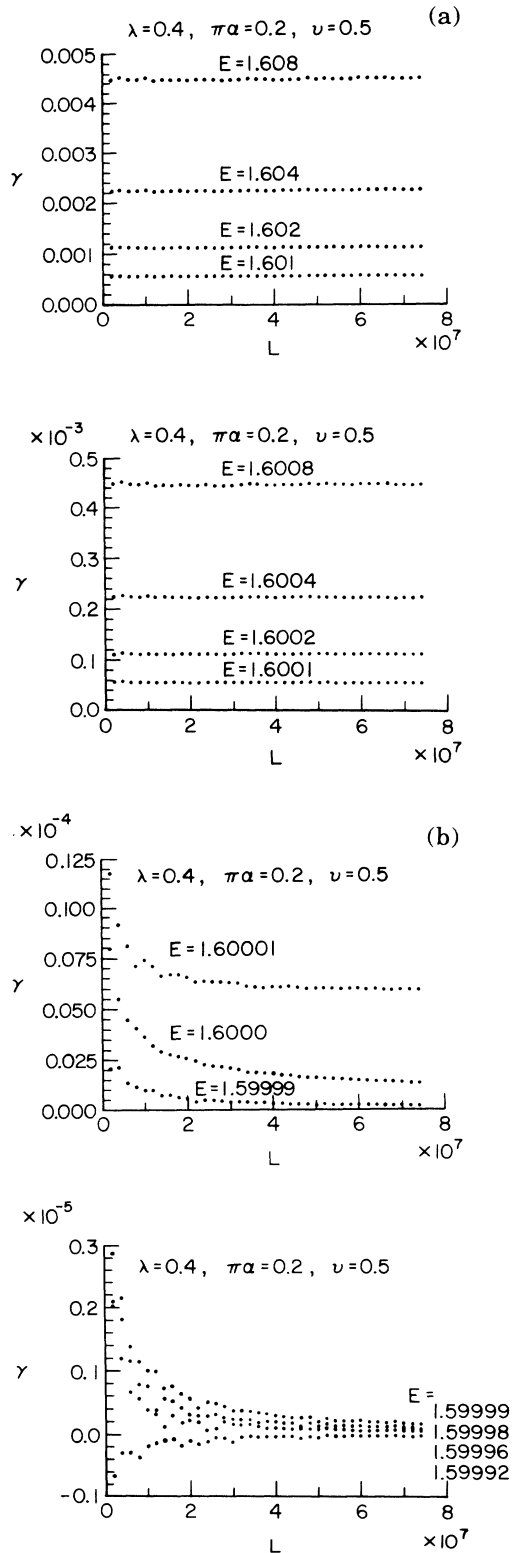 (a)
λ=0.4, πα=0.2, υ=0.5
0.005
E=1.608
0.004
0.003
γ
E=1.604
0.002
E=1.602
0.001
E=1.601
0.000
0 2 4 6 8
×10⁷
L
×10⁻³
λ=0.4, πα=0.2, υ=0.5
0.5
E=1.6008
0.4
0.3
γ
E=1.6004
0.2
E=1.6002
0.1
E=1.6001
0.0
0 2 4 6 8
×10⁷
L
(b)
×10⁻⁴
0.125
λ=0.4, πα=0.2, υ=0.5
0.100
E=1.60001
0.075
γ
0.050
E=1.6000
0.025
E=1.59999
0.000
0 2 4 6 8
×10⁷
L
×10⁻⁵
0.3
λ=0.4, πα=0.2, υ=0.5
0.2
γ
0.1
E=
1.59999
0.0
1.59998
1.59996
1.59992
-0.1
0 2 4 6 8
×10⁷
L